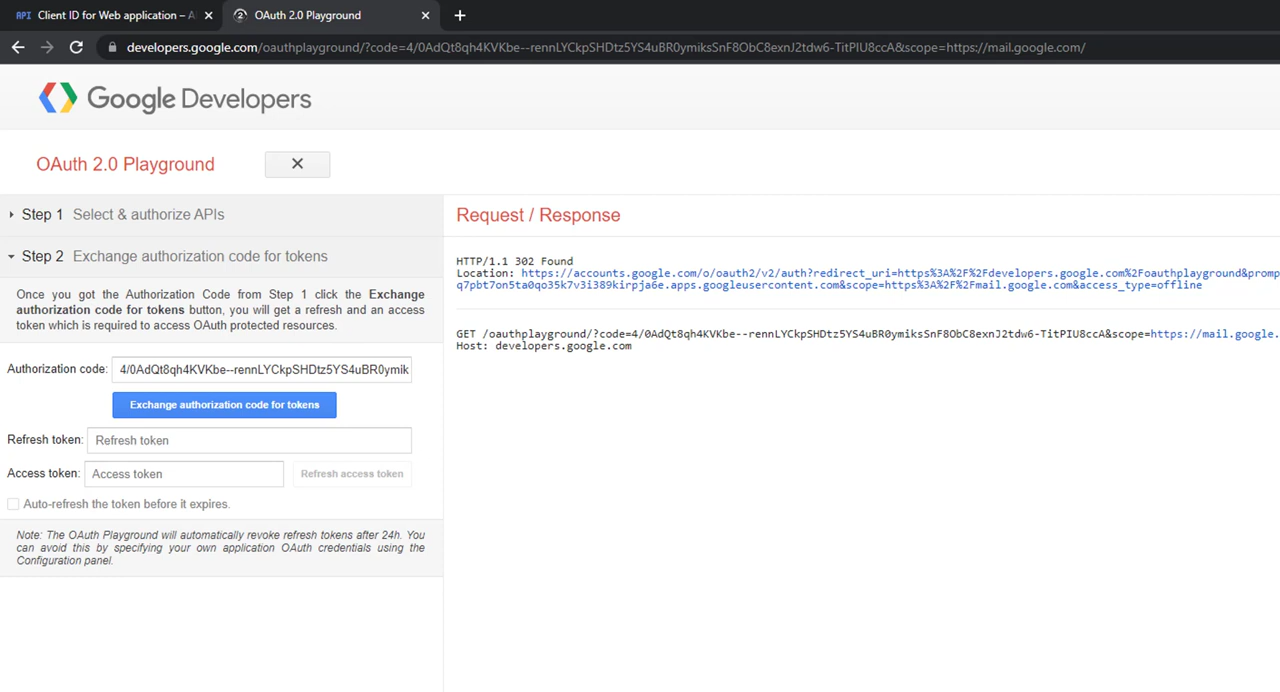 API Client ID for Web application – A
OAuth 2.0 Playground
developers.google.com/oauthplayground/?code=4/0AdQt8qh4KVKbe--rennLYCkpSHDtz5YS4uBR0ymiksSnF8ObC8exnJ2tdw6-TitPIU8ccA&scope=https://mail.google.com/
Google Developers
OAuth 2.0 Playground
Step 1 Select & authorize APIs
Step 2 Exchange authorization code for tokens
Once you got the Authorization Code from Step 1 click the Exchange
authorization code for tokens button, you will get a refresh and an access
token which is required to access OAuth protected resources.
Authorization code: 4/0AdQt8qh4KVKbe--rennLYCkpSHDtz5YS4uBR0ymik
Exchange authorization code for tokens
Refresh token: Refresh token
Access token: Access token Refresh access token
Auto-refresh the token before it expires.
Note: The OAuth Playground will automatically revoke refresh tokens after 24h. You
can avoid this by specifying your own application OAuth credentials using the
Configuration panel.
Request / Response
HTTP/1.1 302 Found
Location: https://accounts.google.com/o/oauth2/v2/auth?redirect_uri=https%3A%2F%2Fdevelopers.google.com%2Foauthplayground&promp
q7pbt7on5ta0qo35k7v3i389kirpja6e.apps.googleusercontent.com&scope=https%3A%2F%2Fmail.google.com&access_type=offline
GET /oauthplayground/?code=4/0AdQt8qh4KVKbe--rennLYCkpSHDtz5YS4uBR0ymiksSnF8ObC8exnJ2tdw6-TitPIU8ccA&scope=https://mail.google.
Host: developers.google.com